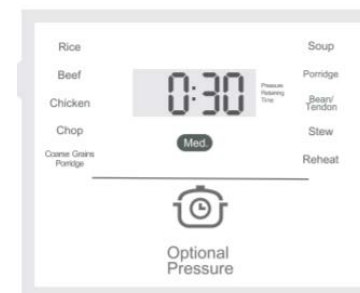 Rice
Beef
Chicken
Chop
Coarse Grains
Porridge
0:30
Pressure
Retaining
Time
Med.
Soup
Porridge
Bean/
Tendon
Stew
Reheat
Optional
Pressure